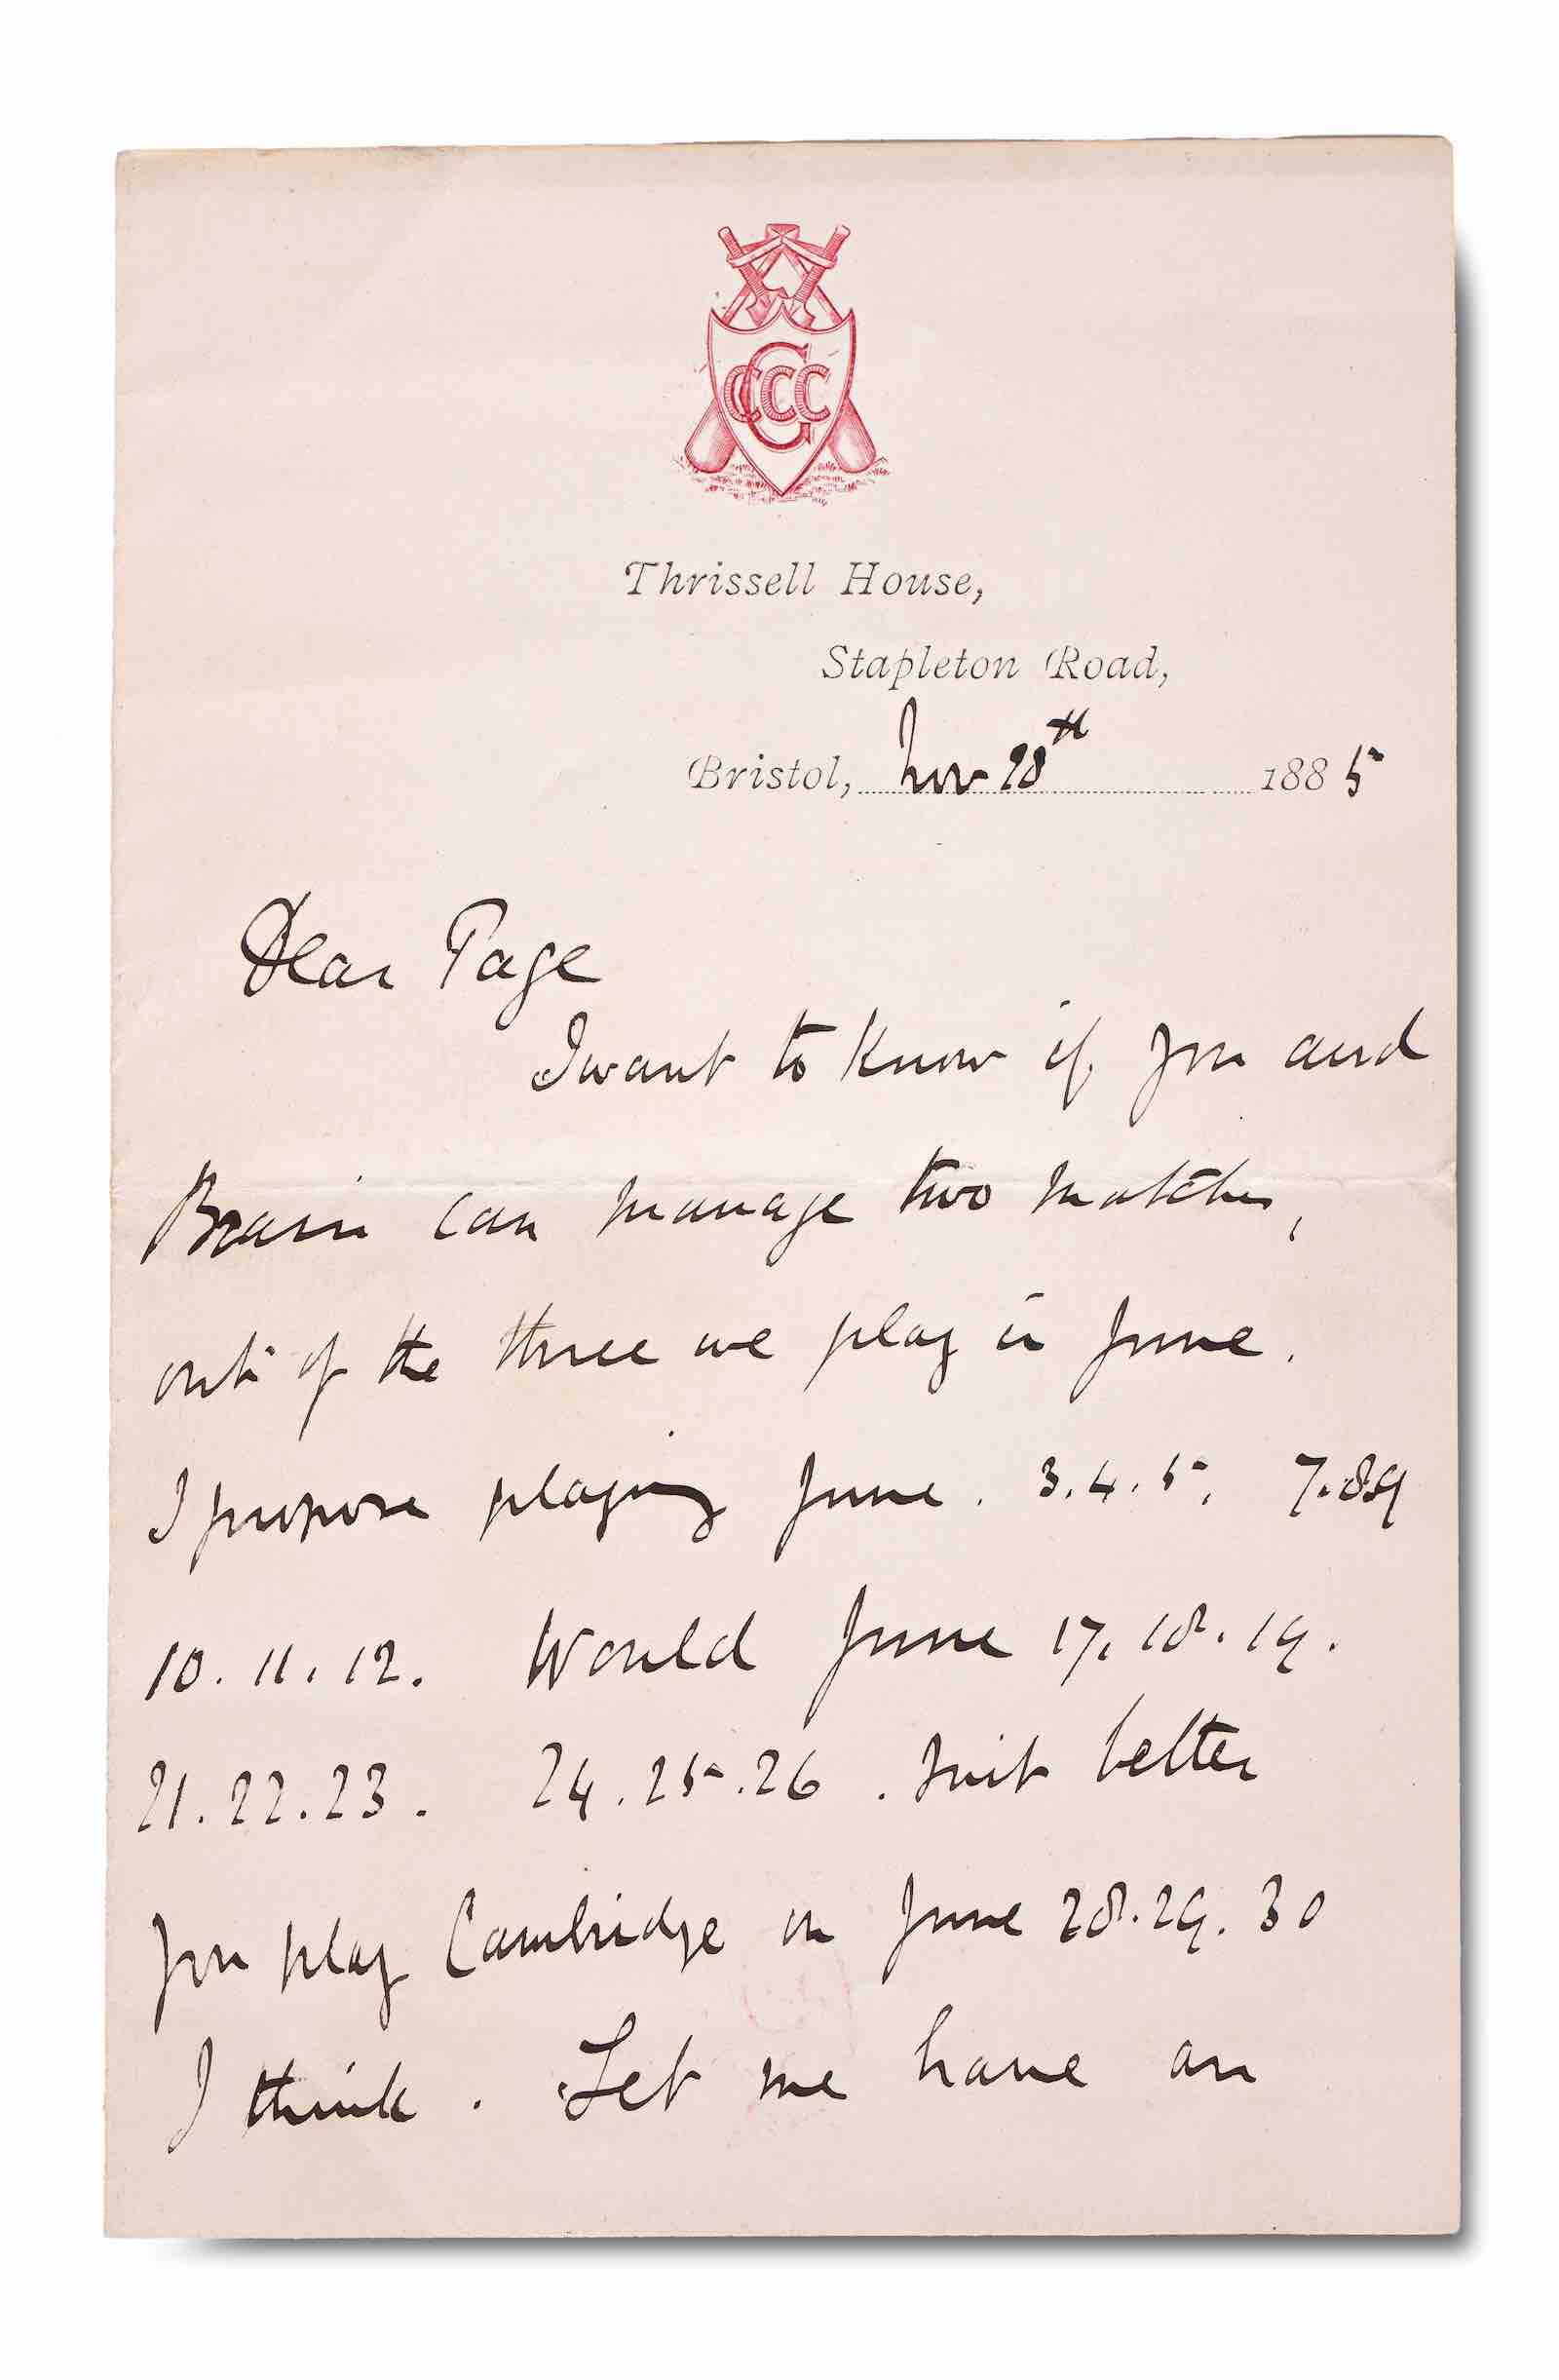 GCCC
Thrissell House,
Stapleton Road,
Bristol, Nov 28th 1885
Dear Page
I want to know if you and
Brain can manage two matches,
out of the three we play in June.
I propose playing June. 3.4.5. 7.8.9
10.11.12. Would June 17.18.19.
21.22.23. 24.25.26. suit better
you play Cambridge on June 28.29.30
I think. Let me have an